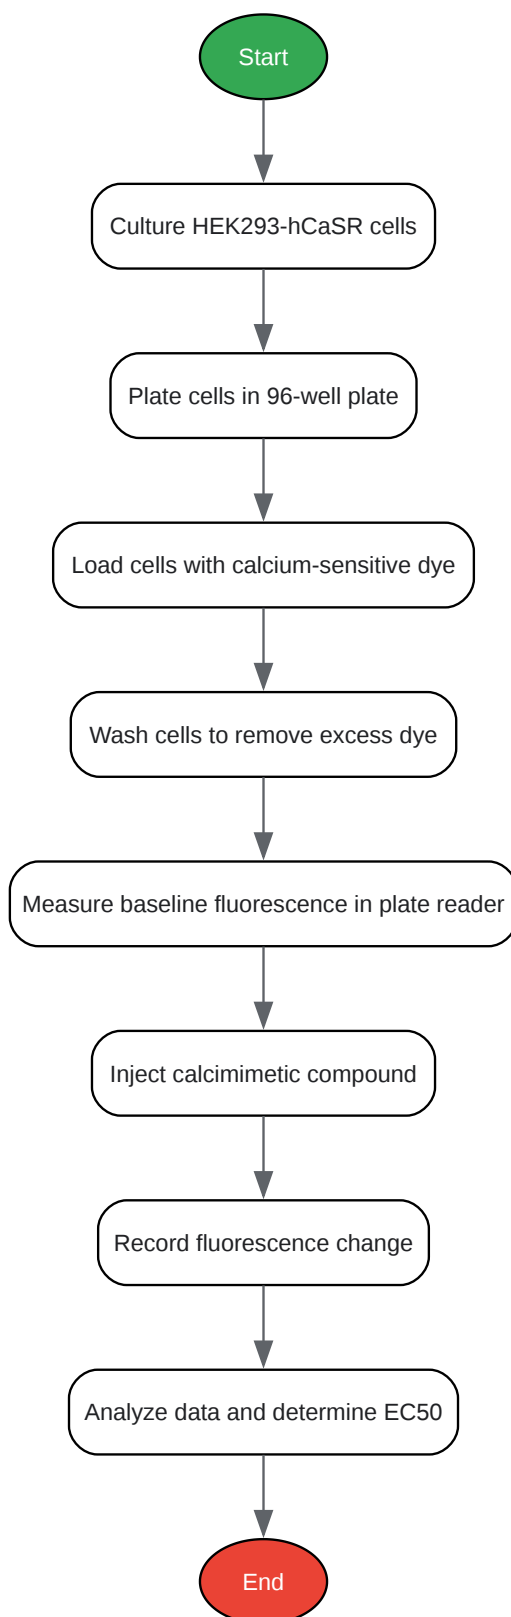 Start
Culture HEK293-hCaSR cells
Plate cells in 96-well plate
Load cells with calcium-sensitive dye
Wash cells to remove excess dye
Measure baseline fluorescence in plate reader
Inject calcimimetic compound
Record fluorescence change
Analyze data and determine EC50
End